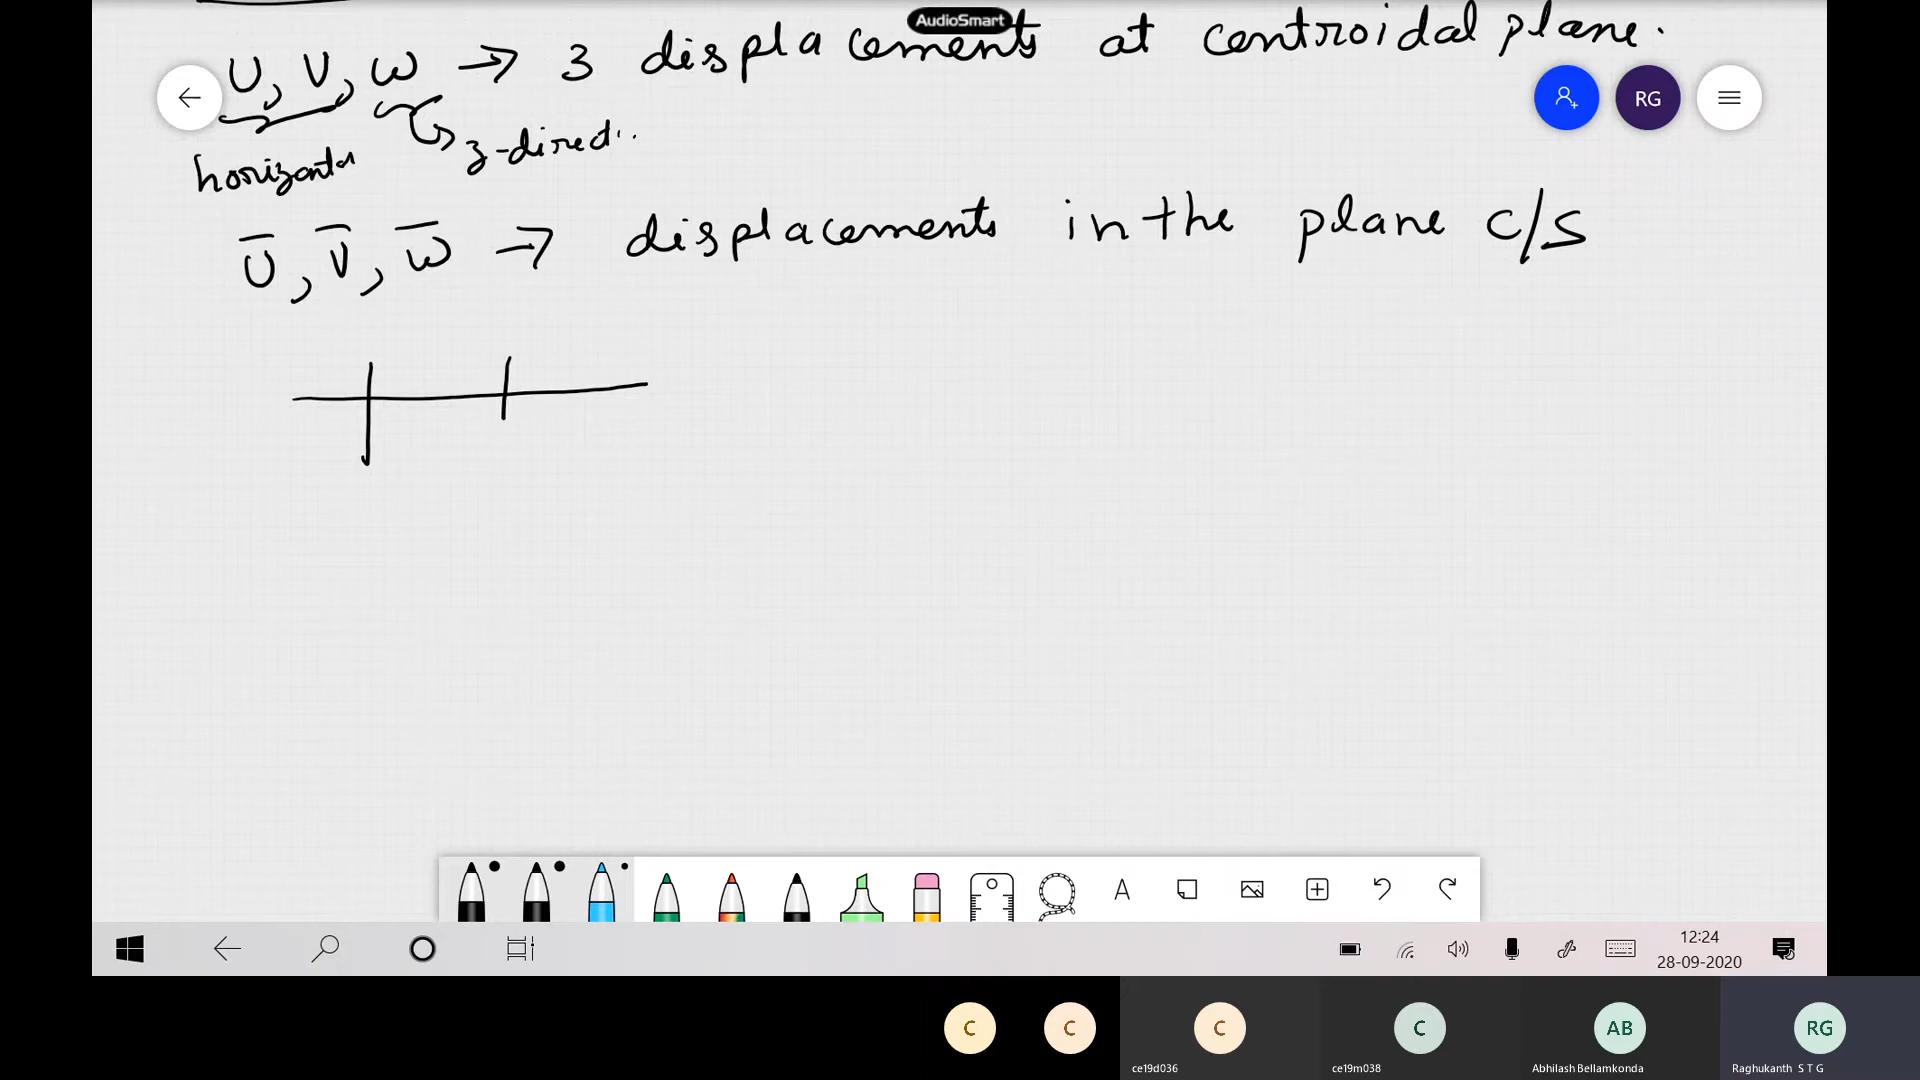 AudioSmart
U, V, w → 3 displacements at centroidal plane.
RG
z-direct..
horizontal
U̅, V̅, w̅ → displacements in the plane c/s
A
12:24
28-09-2020
C C C C AB RG
ce19d036 ce19m038 Abhilash Bellamkonda Raghukanth S T G